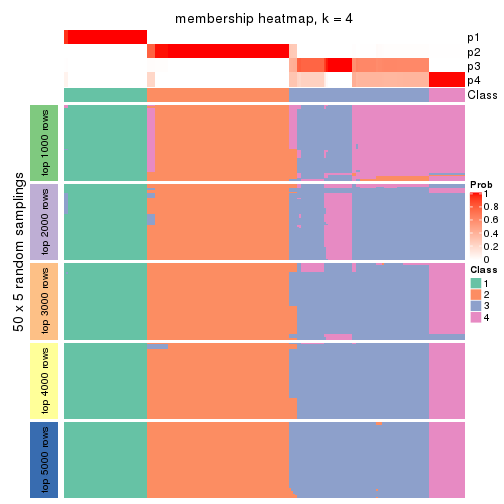 membership heatmap, k = 4
p1
p2
p3
p4
Class
50 x 5 random samplings
top 1000 rows
top 2000 rows
top 3000 rows
top 4000 rows
top 5000 rows
Prob
1
0.8
0.6
0.4
0.2
0
Class
1
2
3
4